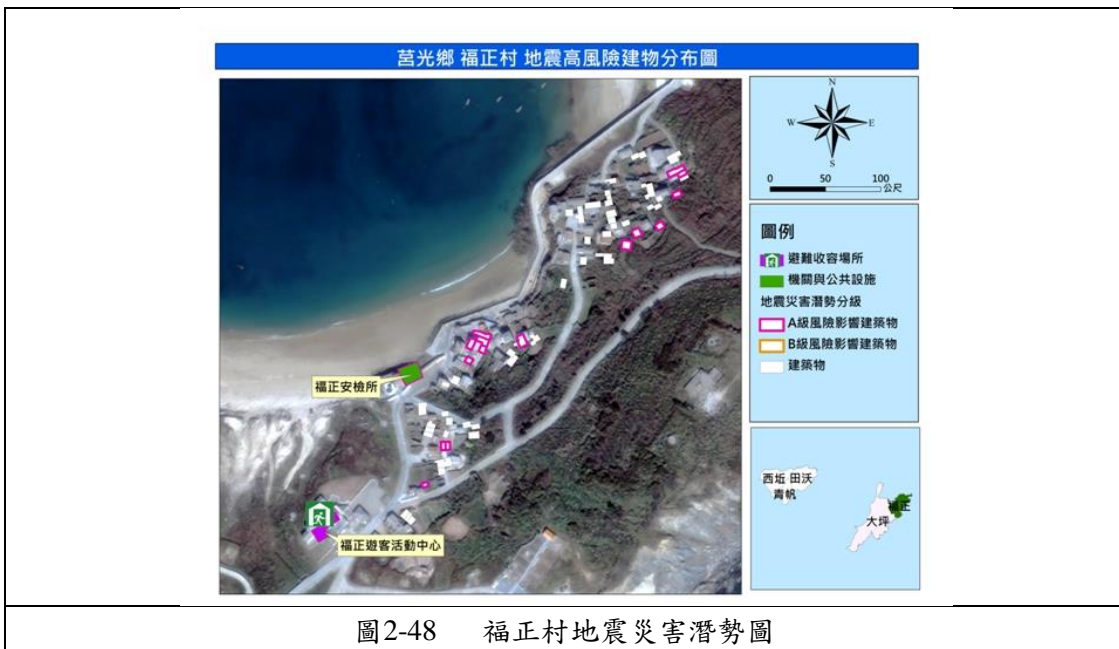 莒光鄉 福正村 地震高風險建物分布圖
N
W E
S
0 50 100
公尺
圖例
避難收容場所
機關與公共設施
地震災害潛勢分級
A級風險影響建築物
B級風險影響建築物
建築物
福正安檢所
福正遊客活動中心
西坵 田沃
青帆
大坪
福正
圖2-48 福正村地震災害潛勢圖